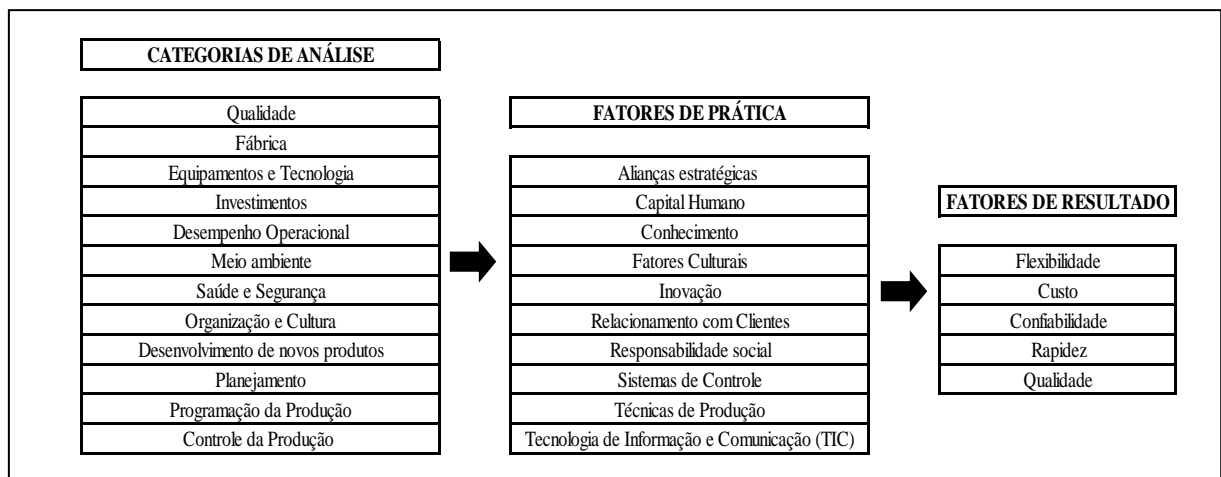 CATEGORIAS DE ANÁLISE
Qualidade
Fábrica
Equipamentos e Tecnologia
Investimentos
Desempenho Operacional
Meio ambiente
Saúde e Segurança
Organização e Cultura
Desenvolvimento de novos produtos
Planejamento
Programação da Produção
Controle da Produção
FATORES DE PRÁTICA
Alianças estratégicas
Capital Humano
Conhecimento
Fatores Culturais
Inovação
Relacionamento com Clientes
Responsabilidade social
Sistemas de Controle
Técnicas de Produção
Tecnologia de Informação e Comunicação (TIC)
FATORES DE RESULTADO
Flexibilidade
Custo
Confiabilidade
Rapidez
Qualidade